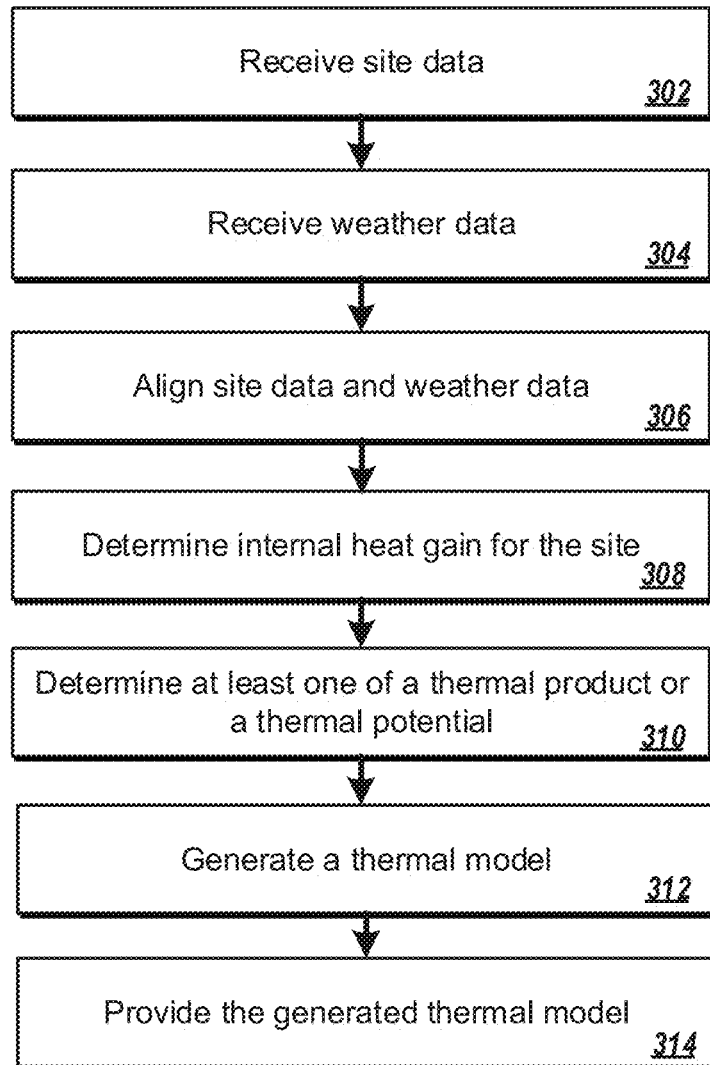 Receive site data
302
Receive weather data
304
Align site data and weather data
306
Determine internal heat gain for the site
308
Determine at least one of a thermal product or
a thermal potential
310
Generate a thermal model
312
Provide the generated thermal model
314